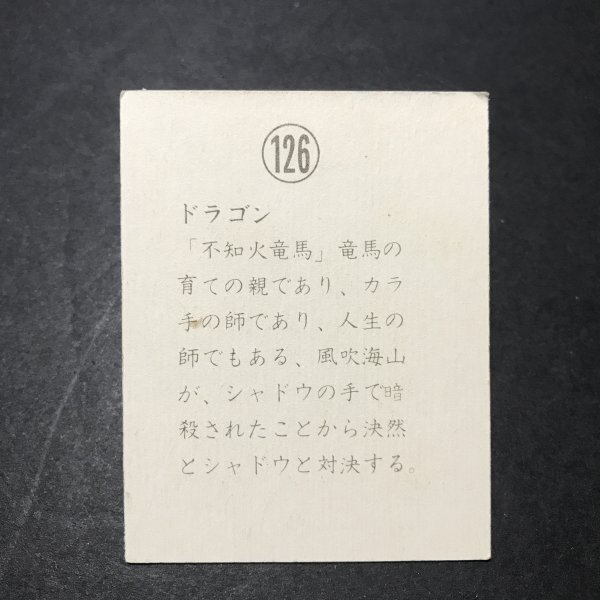 126
ドラゴン
「不知火竜馬」竜馬の
育ての親であり、カラ
手の師であり、人生の
師でもある、風吹海山
が、シャドウの手で暗
殺されたことから決然
とシャドウと対決する。